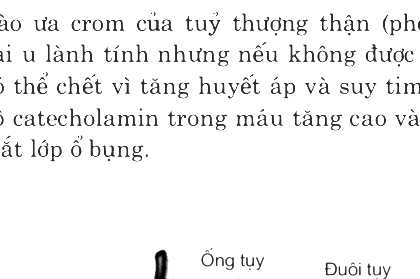 ào ưa crom của tuỷ thượng thận (phe
ại u lành tính nhưng nếu không được
ó thể chết vì tăng huyết áp và suy tim
ộ catecholamin trong máu tăng cao và
ắt lớp ổ bụng.
Ống tụy
Đuôi tụy